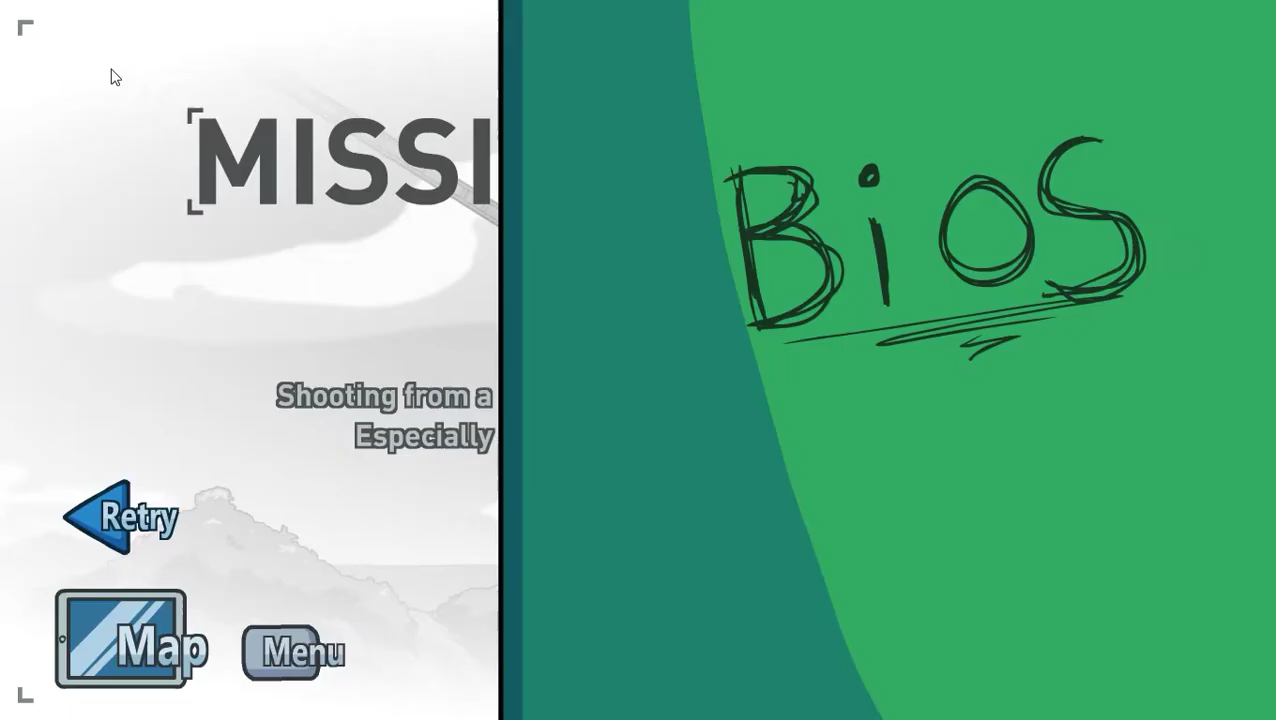 MISSI
BiOS
Shooting from a
Especially
Retry
Map
Menu